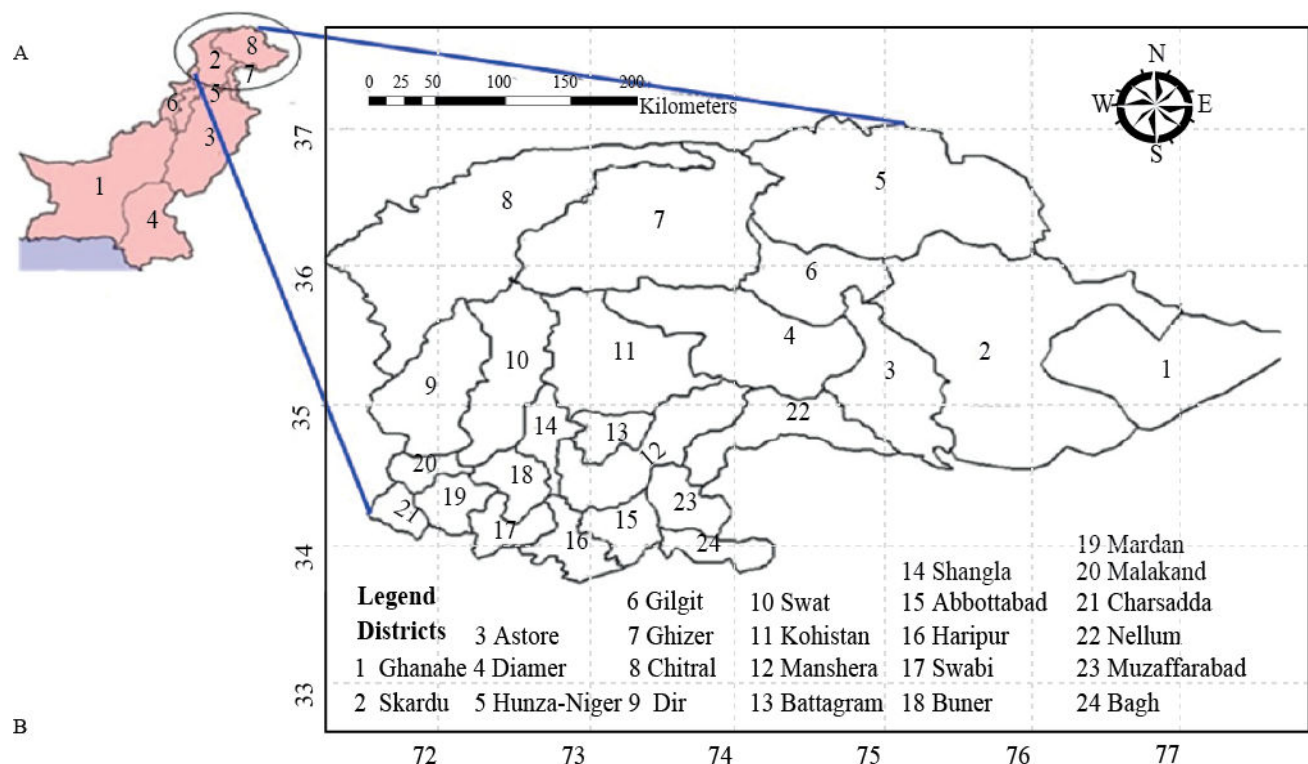 A
8
2
7
5
6
3
1
4
0 25 50 100 150 200
Kilometers
N
W E
S
37
36
35
34
33
5
8
7
6
4
11
10
9
3
2
1
22
14
13
12
20
18
19
21
23
15
17
16
24
Legend
Districts
1 Ghanahe
2 Skardu
3 Astore
4 Diamer
5 Hunza-Niger
6 Gilgit
7 Ghizer
8 Chitral
9 Dir
10 Swat
11 Kohistan
12 Manshera
13 Battagram
14 Shangla
15 Abbottabad
16 Haripur
17 Swabi
18 Buner
19 Mardan
20 Malakand
21 Charsadda
22 Nellum
23 Muzaffarabad
24 Bagh
B
72 73 74 75 76 77